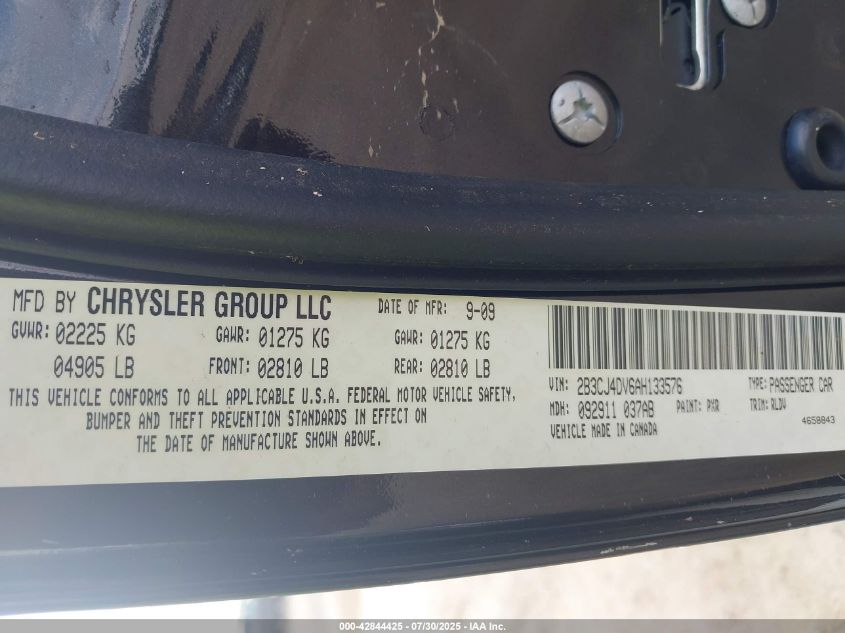 MFD BY CHRYSLER GROUP LLC DATE OF MFR: 9-09
GVWR: 02225 KG GAWR: 01275 KG GAWR: 01275 KG
04905 LB FRONT: 02810 LB REAR: 02810 LB
THIS VEHICLE CONFORMS TO ALL APPLICABLE U.S.A. FEDERAL MOTOR VEHICLE SAFETY,
BUMPER AND THEFT PREVENTION STANDARDS IN EFFECT ON
THE DATE OF MANUFACTURE SHOWN ABOVE.
VIN: 2B3CJ4DV6AH133576 TYPE: PASSENGER CAR
MDH: 092911 037AB PAINT: PXR TRIM: RLDV
VEHICLE MADE IN CANADA 4658843
000-42844425 - 07/30/2025 - IAA Inc.